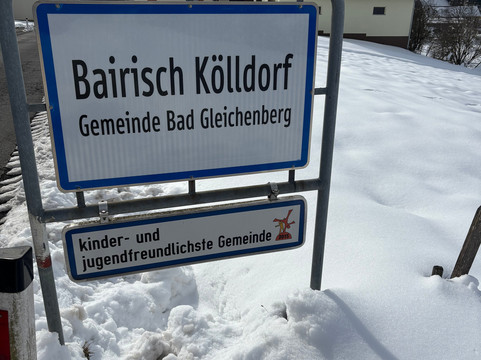 Bairisch Kölldorf
Gemeinde Bad Gleichenberg
kinder- und
jugendfreundlichste Gemeinde